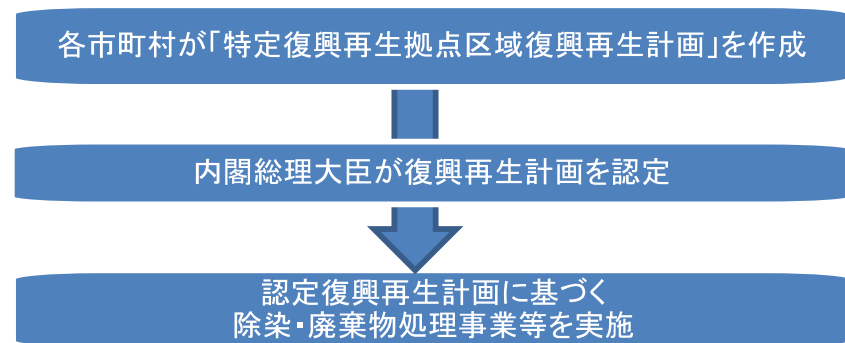 各市町村が「特定復興再生拠点区域復興再生計画」を作成
内閣総理大臣が復興再生計画を認定
認定復興再生計画に基づく
除染・廃棄物処理事業等を実施